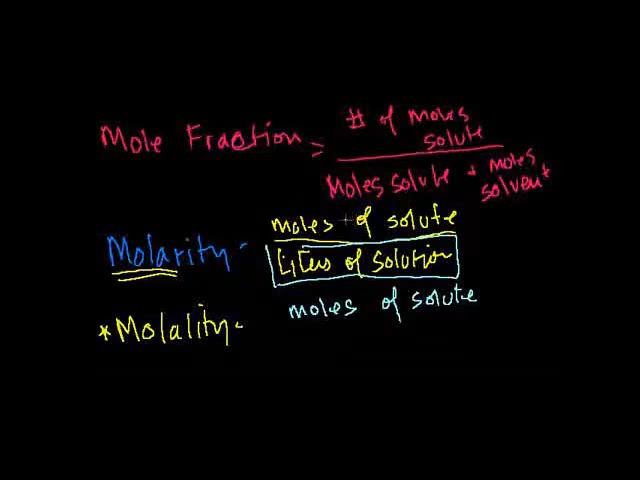 Mole Fraction = # of moles solute
moles solute + moles solvent
Molarity - moles of solute
Liters of solution
*Molality - moles of solute